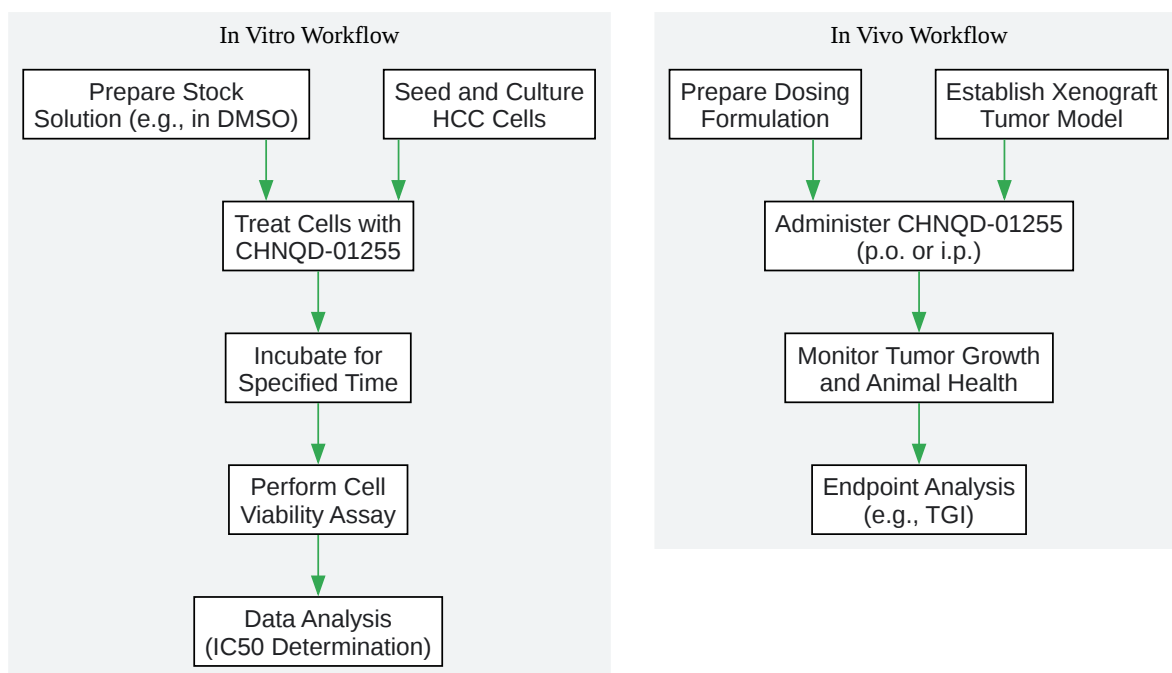 In Vitro Workflow
Prepare Stock
Solution (e.g., in DMSO)
Seed and Culture
HCC Cells
Treat Cells with
CHNQD-01255
Incubate for
Specified Time
Perform Cell
Viability Assay
Data Analysis
(IC50 Determination)
In Vivo Workflow
Prepare Dosing
Formulation
Establish Xenograft
Tumor Model
Administer CHNQD-01255
(p.o. or i.p.)
Monitor Tumor Growth
and Animal Health
Endpoint Analysis
(e.g., TGI)